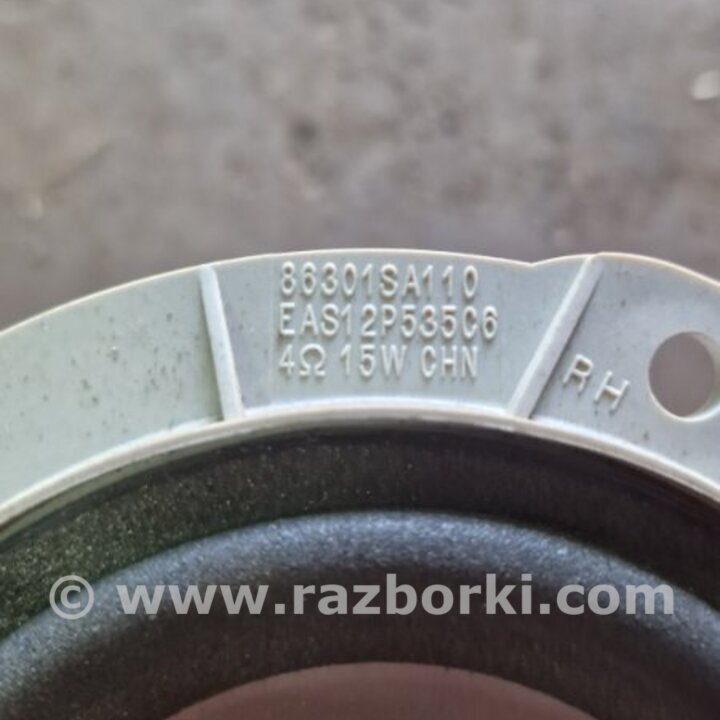 86301SA110
EAS12P535C6
4Ω 15W CHN
RH
© www.razborki.com